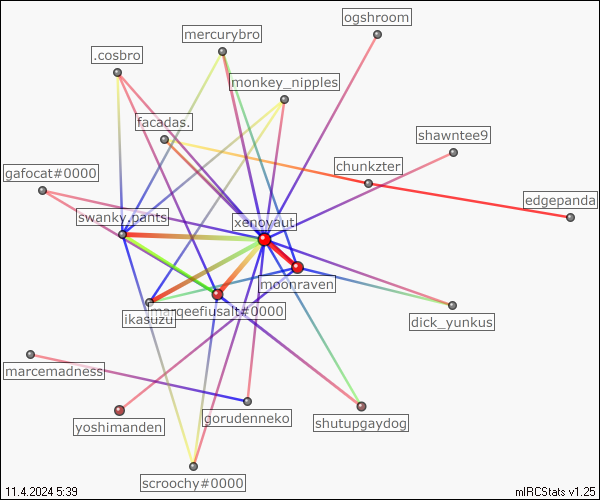 ogshroom
mercurybro
.cosbro
monkey_nipples
facadas.
shawntee9
chunkzter
gafocat#0000
edgepanda
swanky.pants
xenoyaut
moonraven
marqeefiusalt#0000
ikasuzu
dick_yunkus
marcemadness
gorudenneko
shutupgaydog
yoshimanden
scroochy#0000
11.4.2024 5:39
mIRCStats v1.25